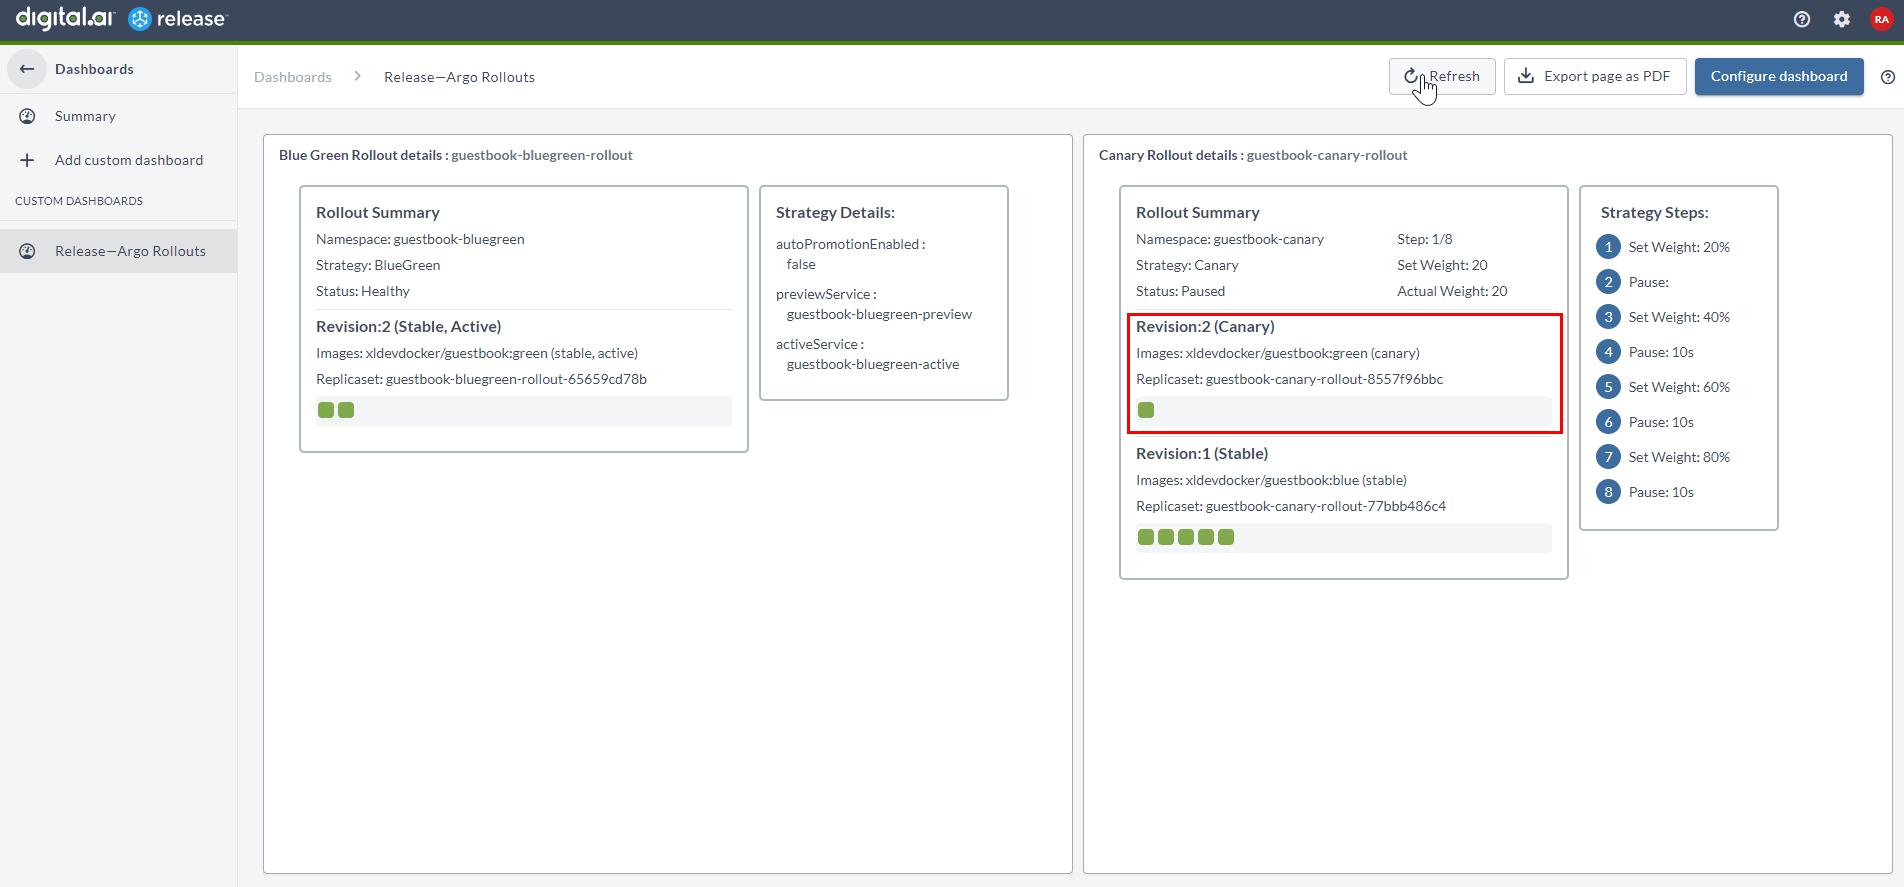 digital.ai release
RA
Dashboards
Summary
Add custom dashboard
CUSTOM DASHBOARDS
Release—Argo Rollouts
Dashboards > Release—Argo Rollouts
Refresh
Export page as PDF
Configure dashboard
Blue Green Rollout details : guestbook-bluegreen-rollout
Rollout Summary
Namespace: guestbook-bluegreen
Strategy: BlueGreen
Status: Healthy
Revision:2 (Stable, Active)
Images: xldevdocker/guestbook:green (stable, active)
Replicaset: guestbook-bluegreen-rollout-65659cd78b
Strategy Details:
autoPromotionEnabled :
false
previewService :
guestbook-bluegreen-preview
activeService :
guestbook-bluegreen-active
Canary Rollout details : guestbook-canary-rollout
Rollout Summary
Namespace: guestbook-canary
Step: 1/8
Strategy: Canary
Set Weight: 20
Status: Paused
Actual Weight: 20
Revision:2 (Canary)
Images: xldevdocker/guestbook:green (canary)
Replicaset: guestbook-canary-rollout-8557f96bbc
Revision:1 (Stable)
Images: xldevdocker/guestbook:blue (stable)
Replicaset: guestbook-canary-rollout-77bbb486c4
Strategy Steps:
1 Set Weight: 20%
2 Pause:
3 Set Weight: 40%
4 Pause: 10s
5 Set Weight: 60%
6 Pause: 10s
7 Set Weight: 80%
8 Pause: 10s